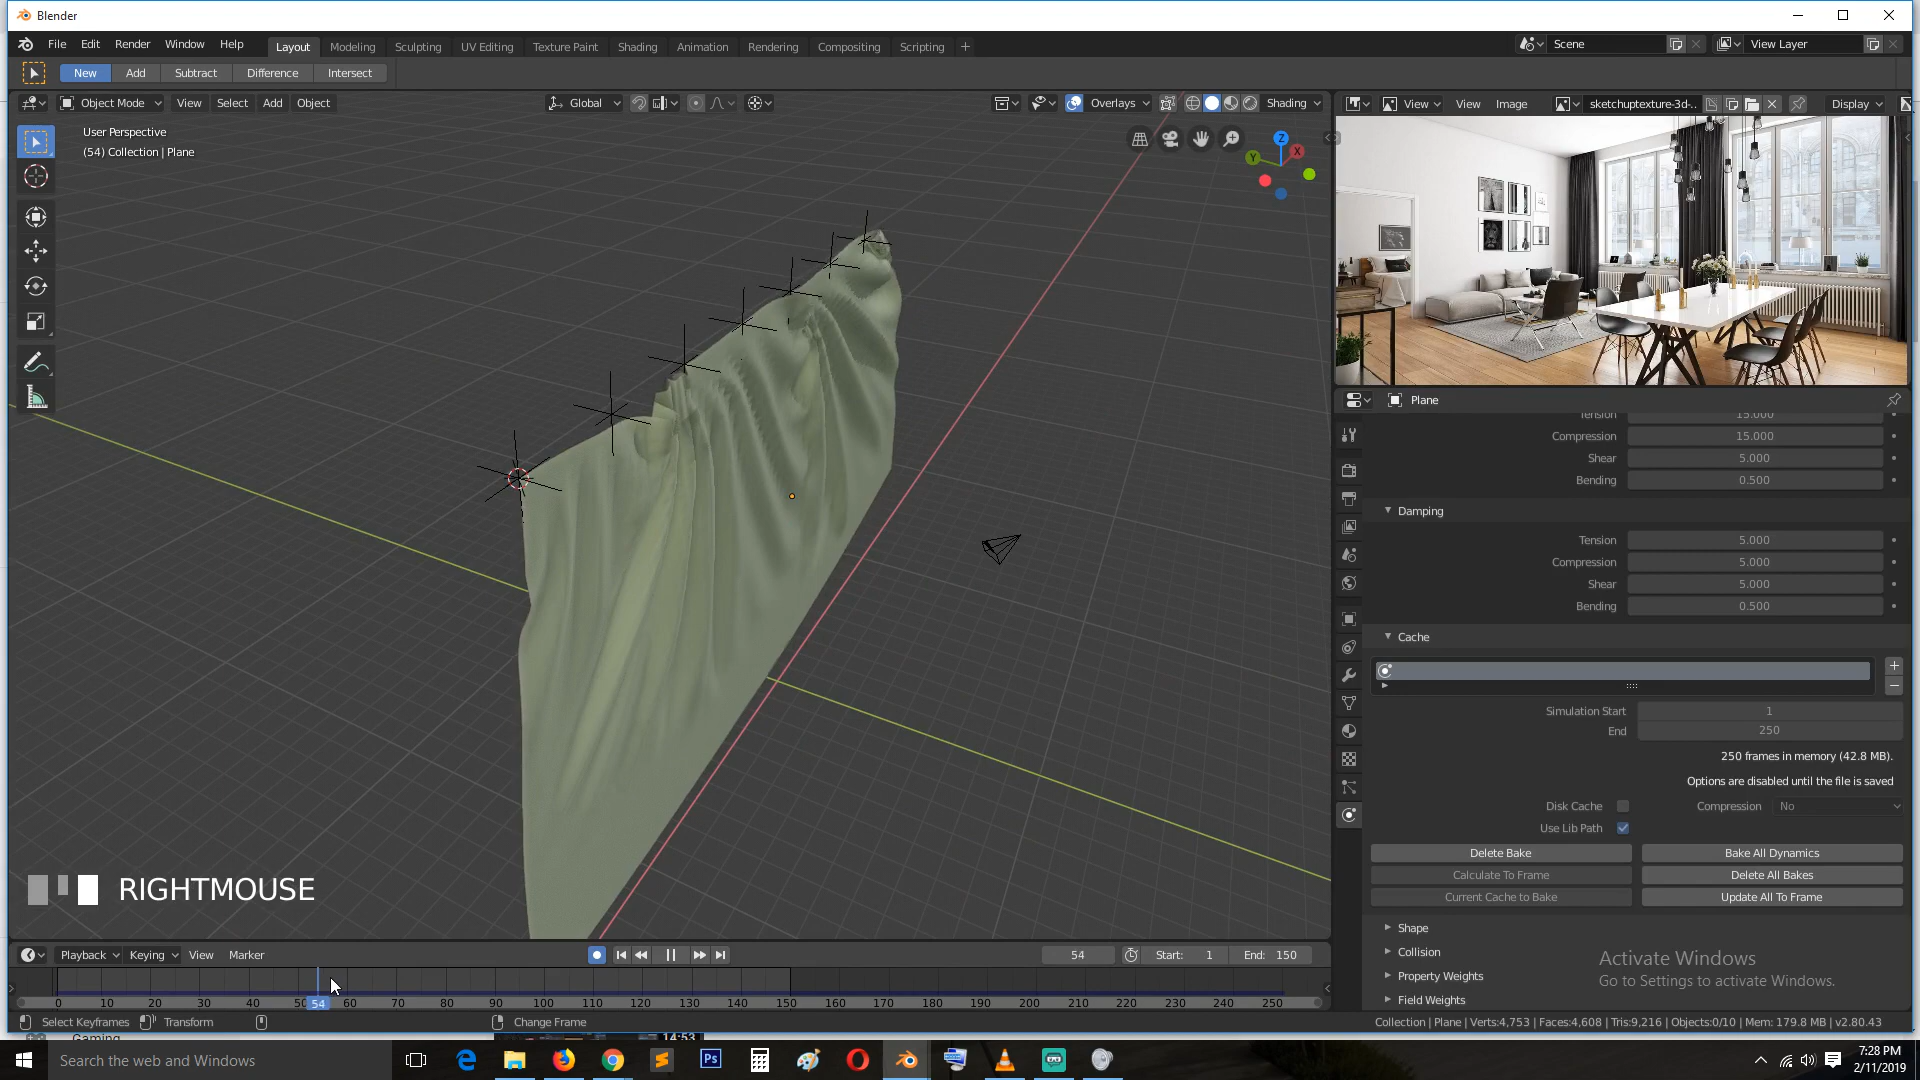 Blender
File Edit Render Window Help Layout Modeling Sculpting UV Editing Texture Paint Shading Animation Rendering Compositing Scripting + Scene View Layer
New Add Subtract Difference Intersect
Object Mode View Select Add Object Global Overlays Shading View View Image sketchuptexture-3d-.. Display
User Perspective
(54) Collection | Plane
Z
X
Y
Plane
Tension 15.000
Compression 15.000
Shear 5.000
Bending 0.500
Damping
Tension 5.000
Compression 5.000
Shear 5.000
Bending 0.500
Cache
Simulation Start 1
End 250
250 frames in memory (42.8 MB).
Options are disabled until the file is saved
Disk Cache Compression No
Use Lib Path
Delete Bake Bake All Dynamics
Calculate To Frame Delete All Bakes
Current Cache to Bake Update All To Frame
Shape
Collision
Property Weights
Field Weights
Activate Windows
Go to Settings to activate Windows.
RIGHTMOUSE
Playback Keying View Marker 54 Start: 1 End: 150
0 10 20 30 40 50 54 60 70 80 90 100 110 120 130 140 150 160 170 180 190 200 210 220 230 240 250
Select Keyframes Transform Change Frame Collection | Plane | Verts:4,753 | Faces:4,608 | Tris:9,216 | Objects:0/10 | Mem: 179.8 MB | v2.80.43
Gaming 14:53
Search the web and Windows Ps 7:28 PM
2/11/2019